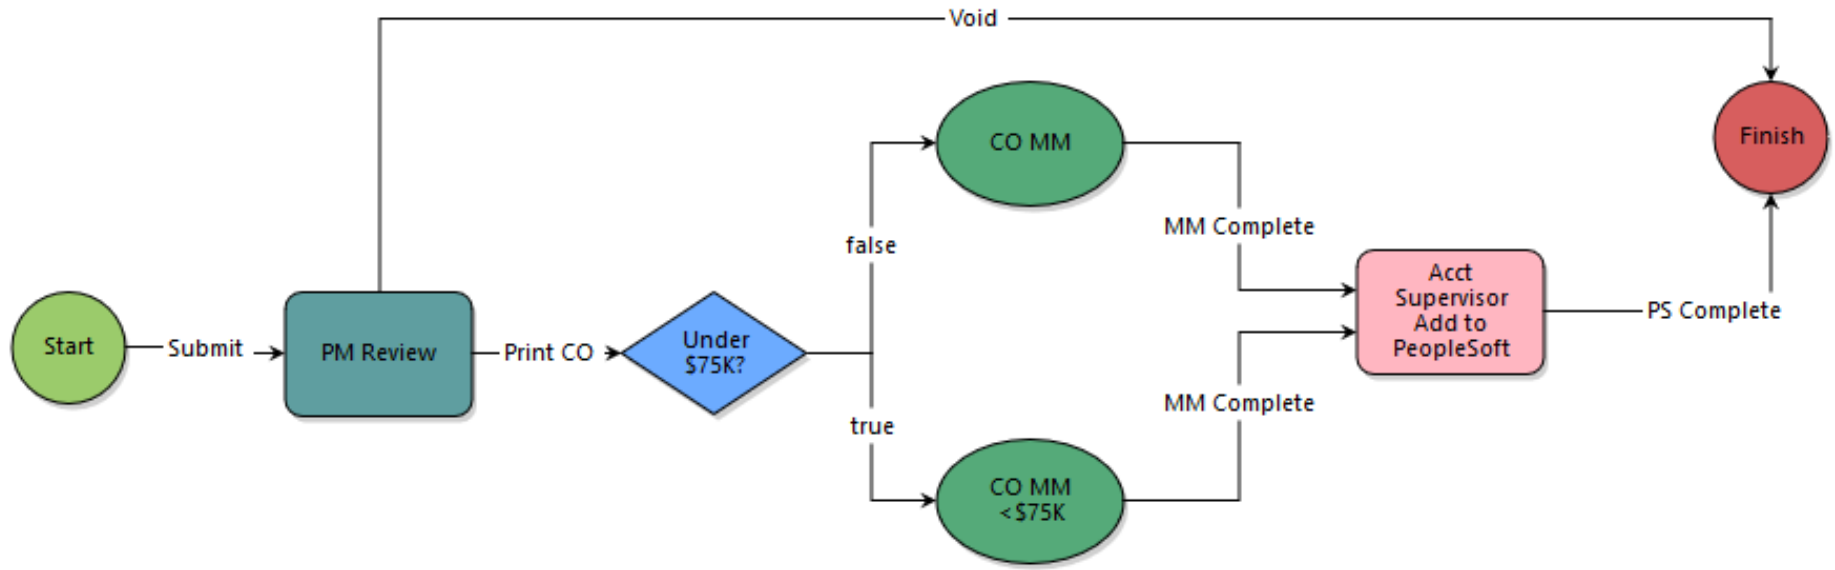 Void
Start
Submit
PM Review
Print CO
Under
$75K?
false
true
CO MM
CO MM
<$75K
MM Complete
MM Complete
Acct
Supervisor
Add to
PeopleSoft
PS Complete
Finish